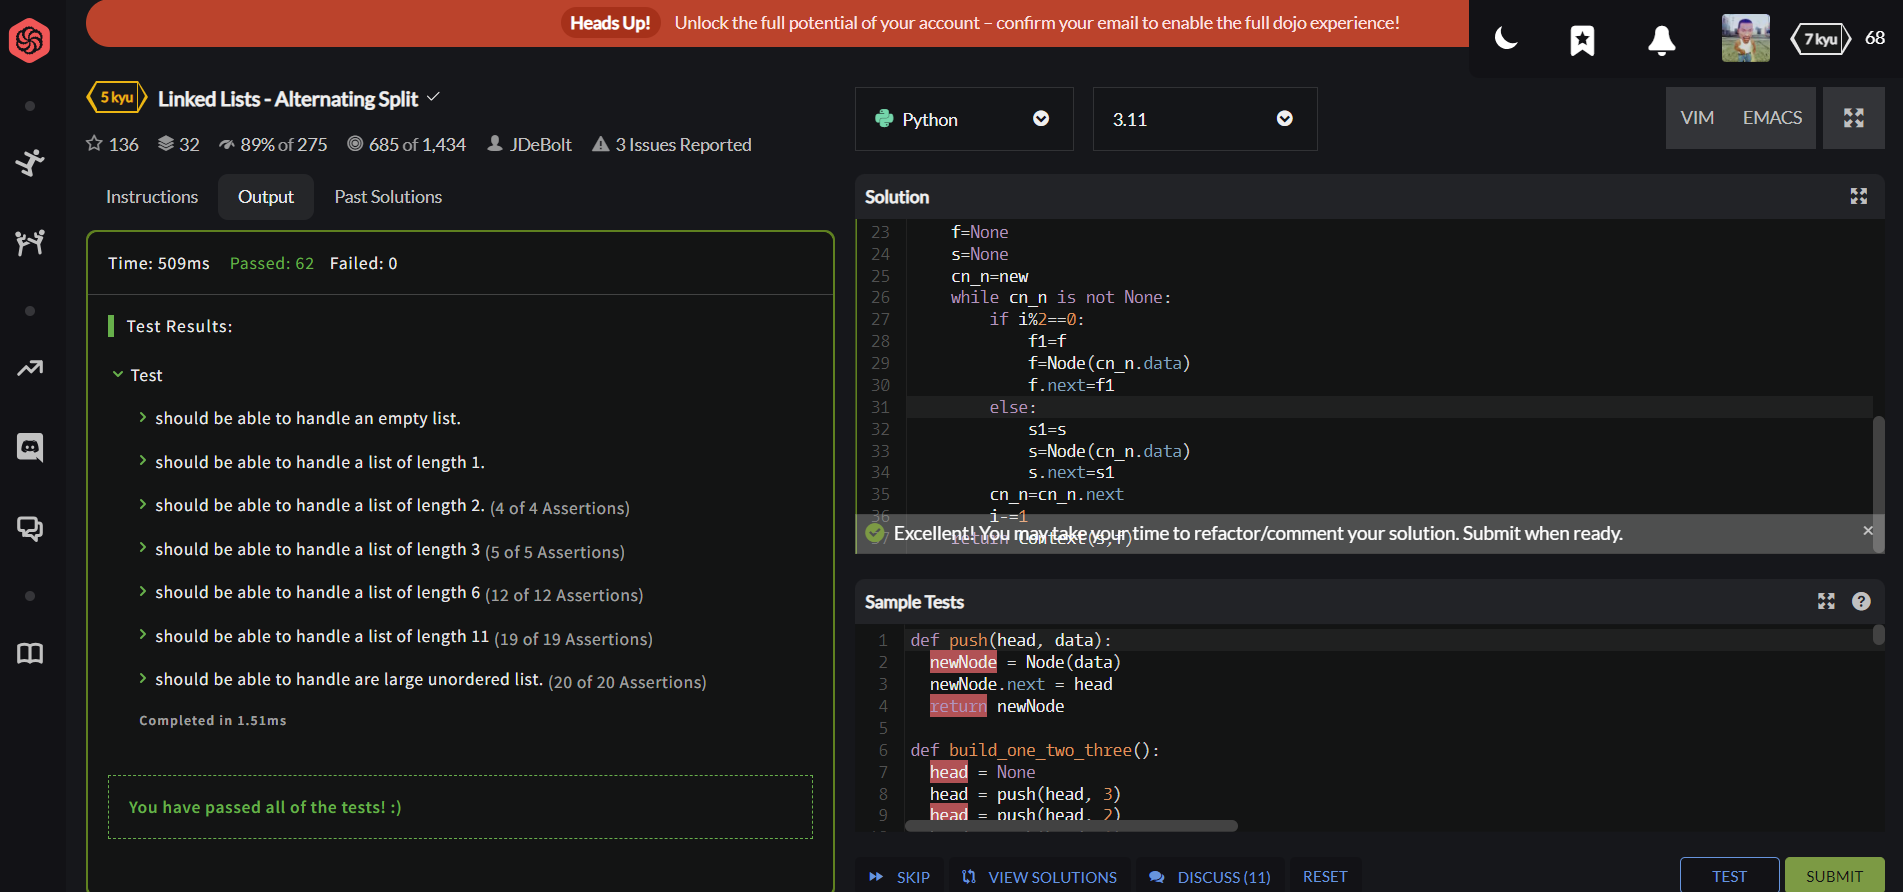 Heads Up! Unlock the full potential of your account – confirm your email to enable the full dojo experience!
7 kyu 68
5 kyu Linked Lists - Alternating Split
136 32 89% of 275 685 of 1,434 JDeBolt 3 Issues Reported
Python 3.11 VIM EMACS
Instructions Output Past Solutions
Time: 509ms Passed: 62 Failed: 0
Test Results:
Test
should be able to handle an empty list.
should be able to handle a list of length 1.
should be able to handle a list of length 2. (4 of 4 Assertions)
should be able to handle a list of length 3 (5 of 5 Assertions)
should be able to handle a list of length 6 (12 of 12 Assertions)
should be able to handle a list of length 11 (19 of 19 Assertions)
should be able to handle are large unordered list. (20 of 20 Assertions)
Completed in 1.51ms
You have passed all of the tests! :)
Solution
23 f=None
24 s=None
25 cn_n=new
26 while cn_n is not None:
27 if i%2==0:
28 f1=f
29 f=Node(cn_n.data)
30 f.next=f1
31 else:
32 s1=s
33 s=Node(cn_n.data)
34 s.next=s1
35 cn_n=cn_n.next
36 i-=1
37 return Context(s,f)
Excellent! You may take your time to refactor/comment your solution. Submit when ready.
Sample Tests
1 def push(head, data):
2 newNode = Node(data)
3 newNode.next = head
4 return newNode
5
6 def build_one_two_three():
7 head = None
8 head = push(head, 3)
9 head = push(head, 2)
SKIP VIEW SOLUTIONS DISCUSS (11) RESET TEST SUBMIT